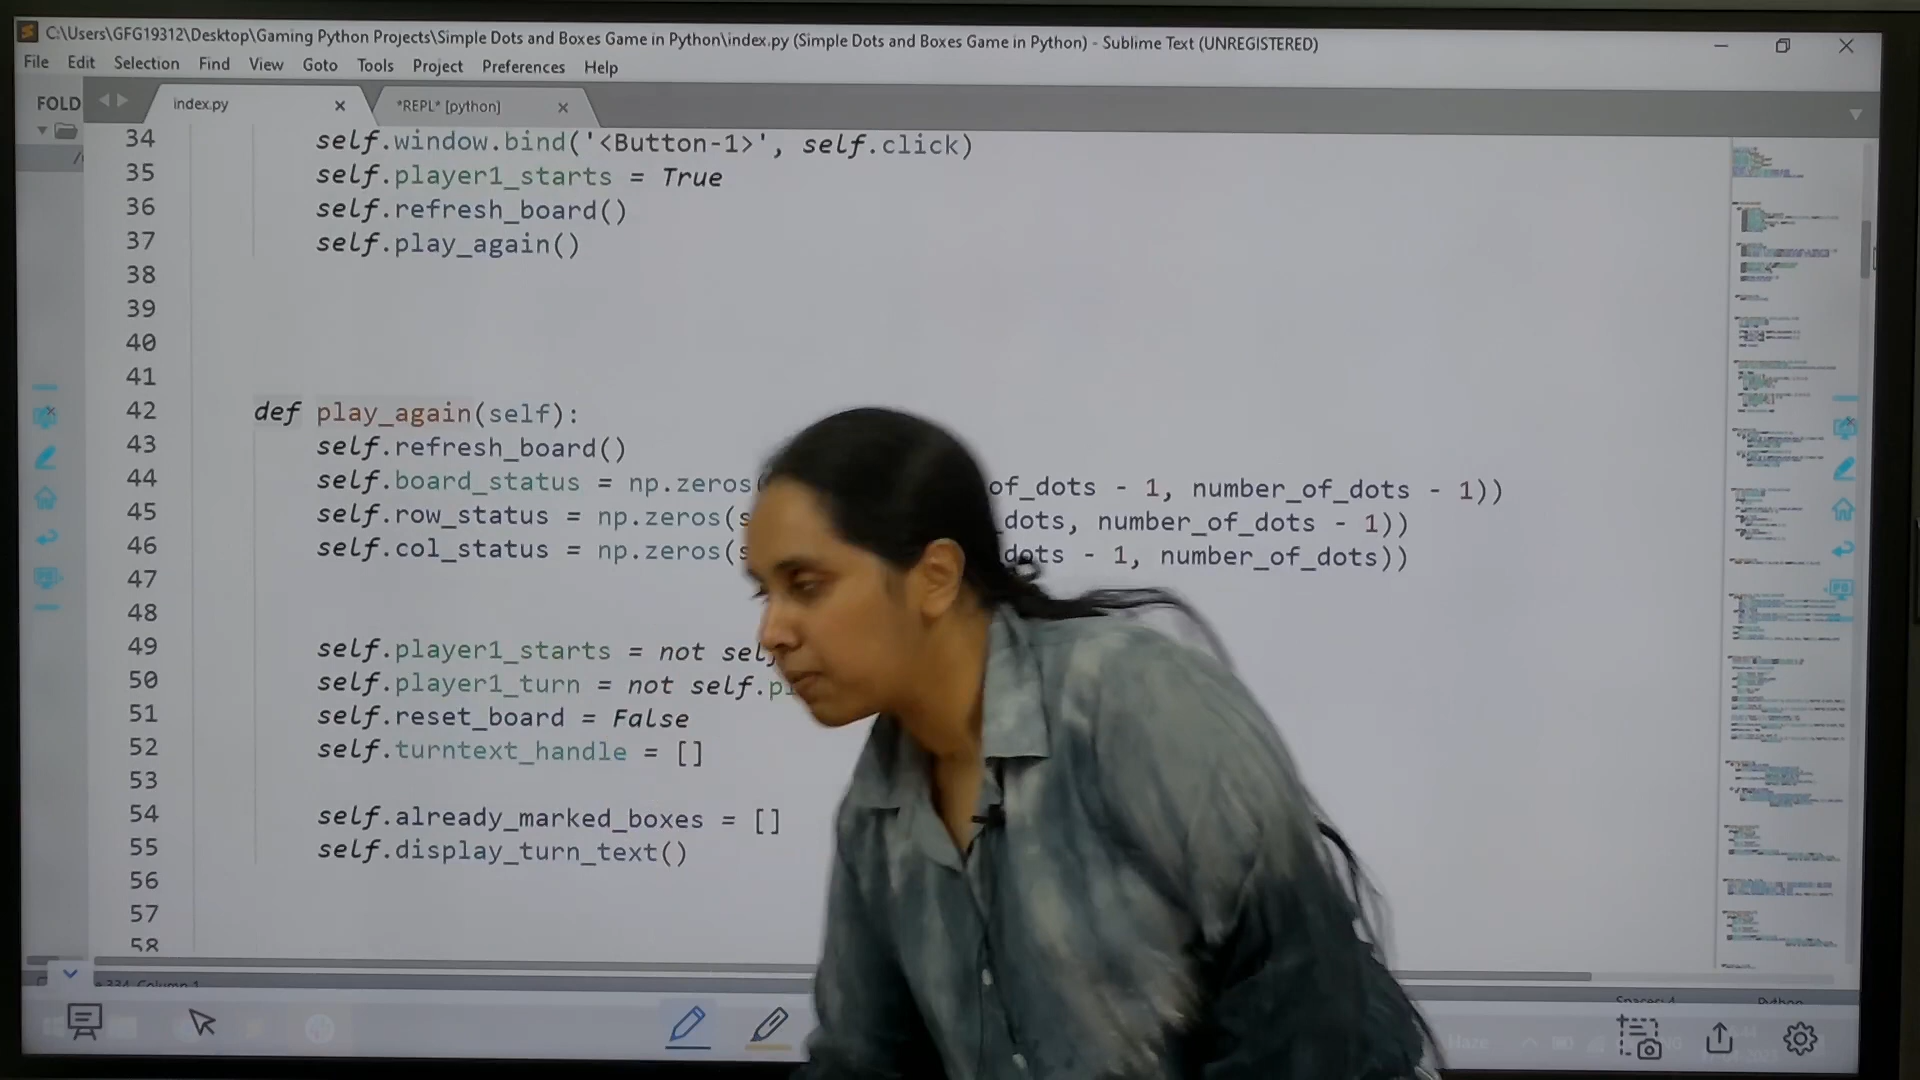 C:\Users\GFG19312\Desktop\Gaming Python Projects\Simple Dots and Boxes Game in Python\index.py (Simple Dots and Boxes Game in Python) - Sublime Text (UNREGISTERED)
File Edit Selection Find View Goto Tools Project Preferences Help
FOLD
index.py
*REPL* [python]
34 self.window.bind('<Button-1>', self.click)
35 self.player1_starts = True
36 self.refresh_board()
37 self.play_again()
38
39
40
41
42 def play_again(self):
43 self.refresh_board()
44 self.board_status = np.zeros( of_dots - 1, number_of_dots - 1))
45 self.row_status = np.zeros(s dots, number_of_dots - 1))
46 self.col_status = np.zeros(s dots - 1, number_of_dots))
47
48
49 self.player1_starts = not sel
50 self.player1_turn = not self.p
51 self.reset_board = False
52 self.turntext_handle = []
53
54 self.already_marked_boxes = []
55 self.display_turn_text()
56
57
58